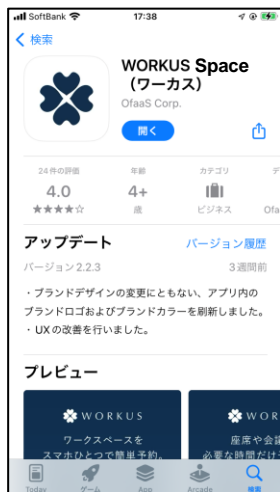 SoftBank 17:38
検索
WORKUS Space
（ワーカス）
OfaaS Corp.
開く
24件の評価 年齢 カテゴリ デ
4.0 4+
★★★★☆ 歳 ビジネス Ofa
アップデート バージョン履歴
バージョン 2.2.3 3週間前
・ブランドデザインの変更にともない、アプリ内の
ブランドロゴおよびブランドカラーを刷新しました。
・UXの改善を行いました。
プレビュー
WORKUS WOR
ワークスペースを 座席や会議
スマホひとつで簡単予約。 必要な時間だけ
Today ゲーム App Arcade 検索